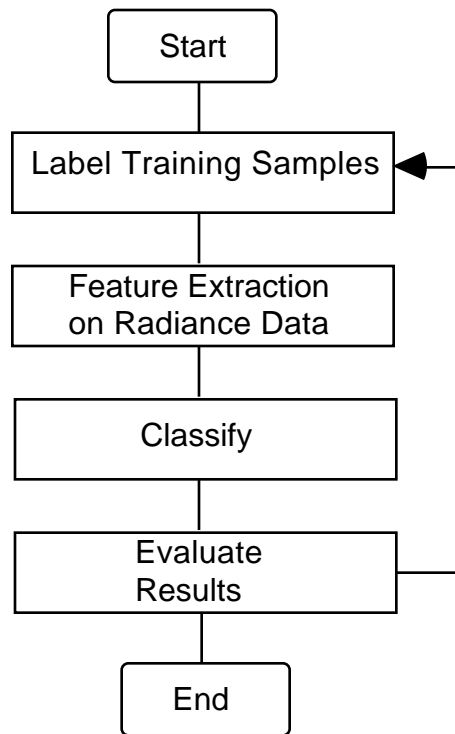 Start
Label Training Samples
Feature Extraction
on Radiance Data
Classify
Evaluate
Results
End